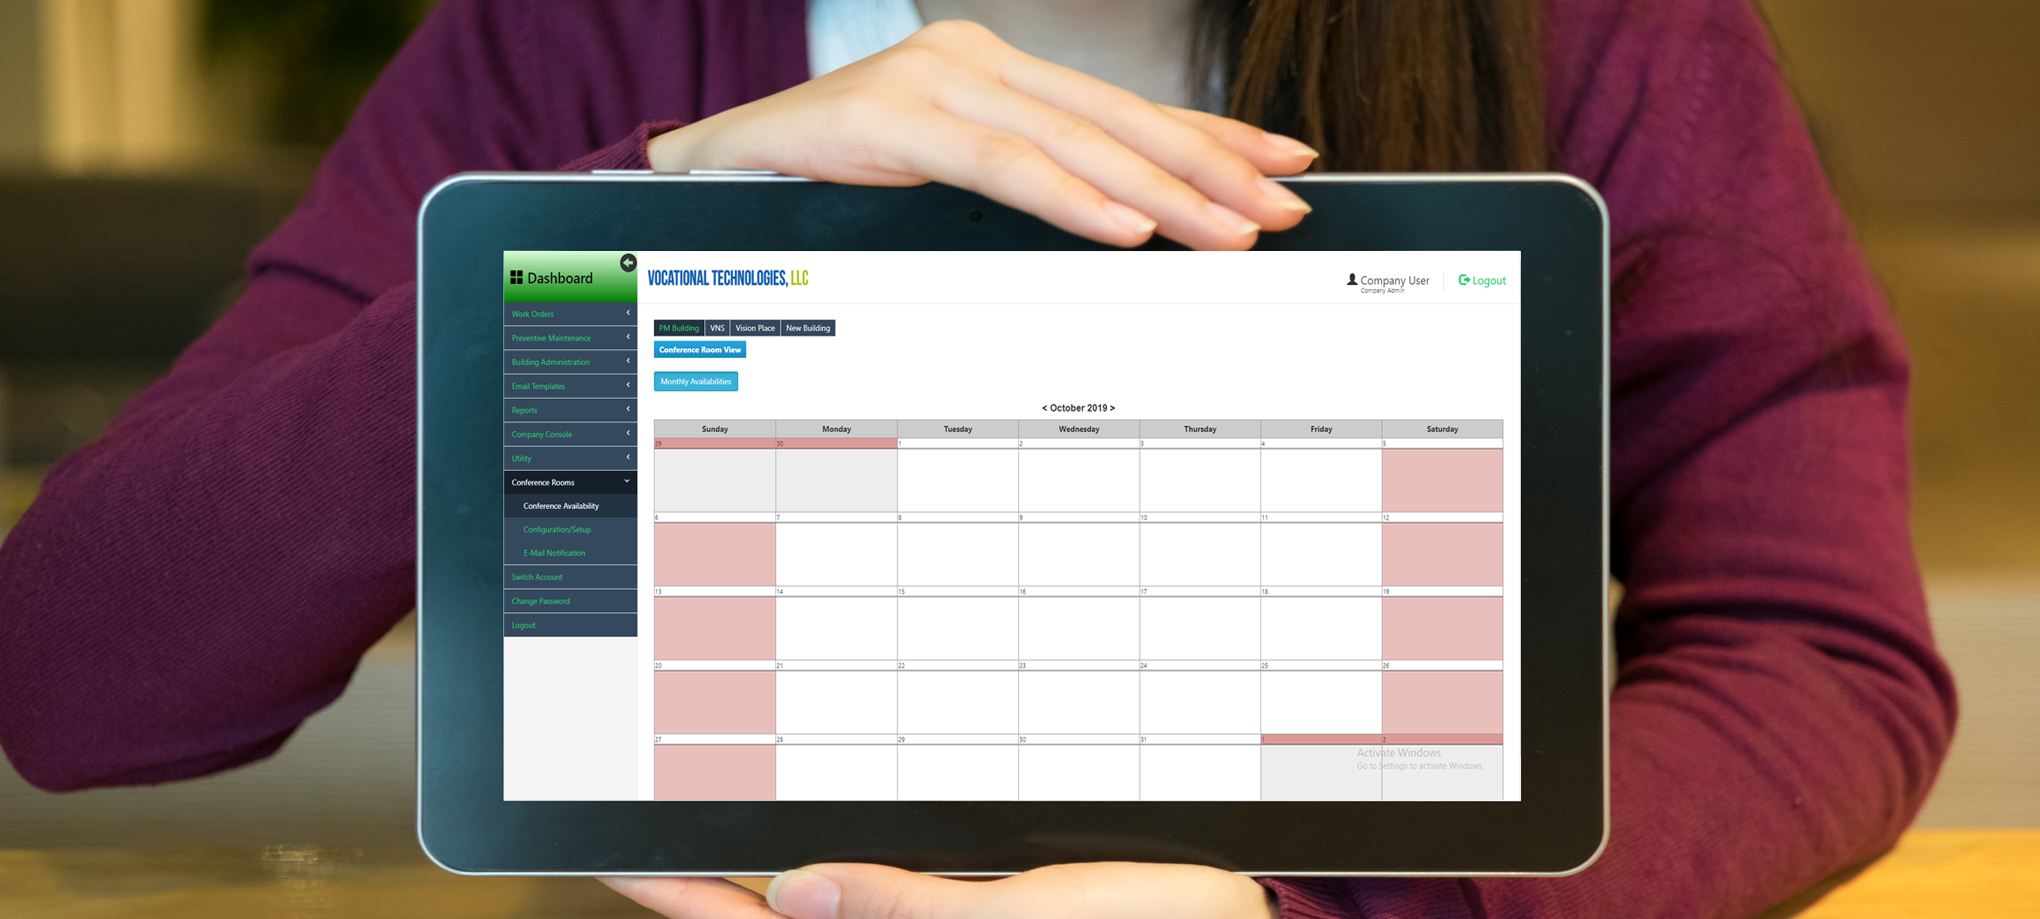 Dashboard
VOCATIONAL TECHNOLOGIES, LLC
Company User
Company Admin
Logout
Work Orders
Preventive Maintenance
Building Administration
Email Templates
Reports
Company Console
Utility
Conference Rooms
Conference Availability
Configuration/Setup
E-Mail Notification
Switch Account
Change Password
Logout
PM Building VNS Vision Place New Building
Conference Room View
Monthly Availabilities
< October 2019 >
Sunday Monday Tuesday Wednesday Thursday Friday Saturday
29 30 1 2 3 4 5
6 7 8 9 10 11 12
13 14 15 16 17 18 19
20 21 22 23 24 25 26
27 28 29 30 31 1 2
Activate Windows
Go to Settings to activate Windows.